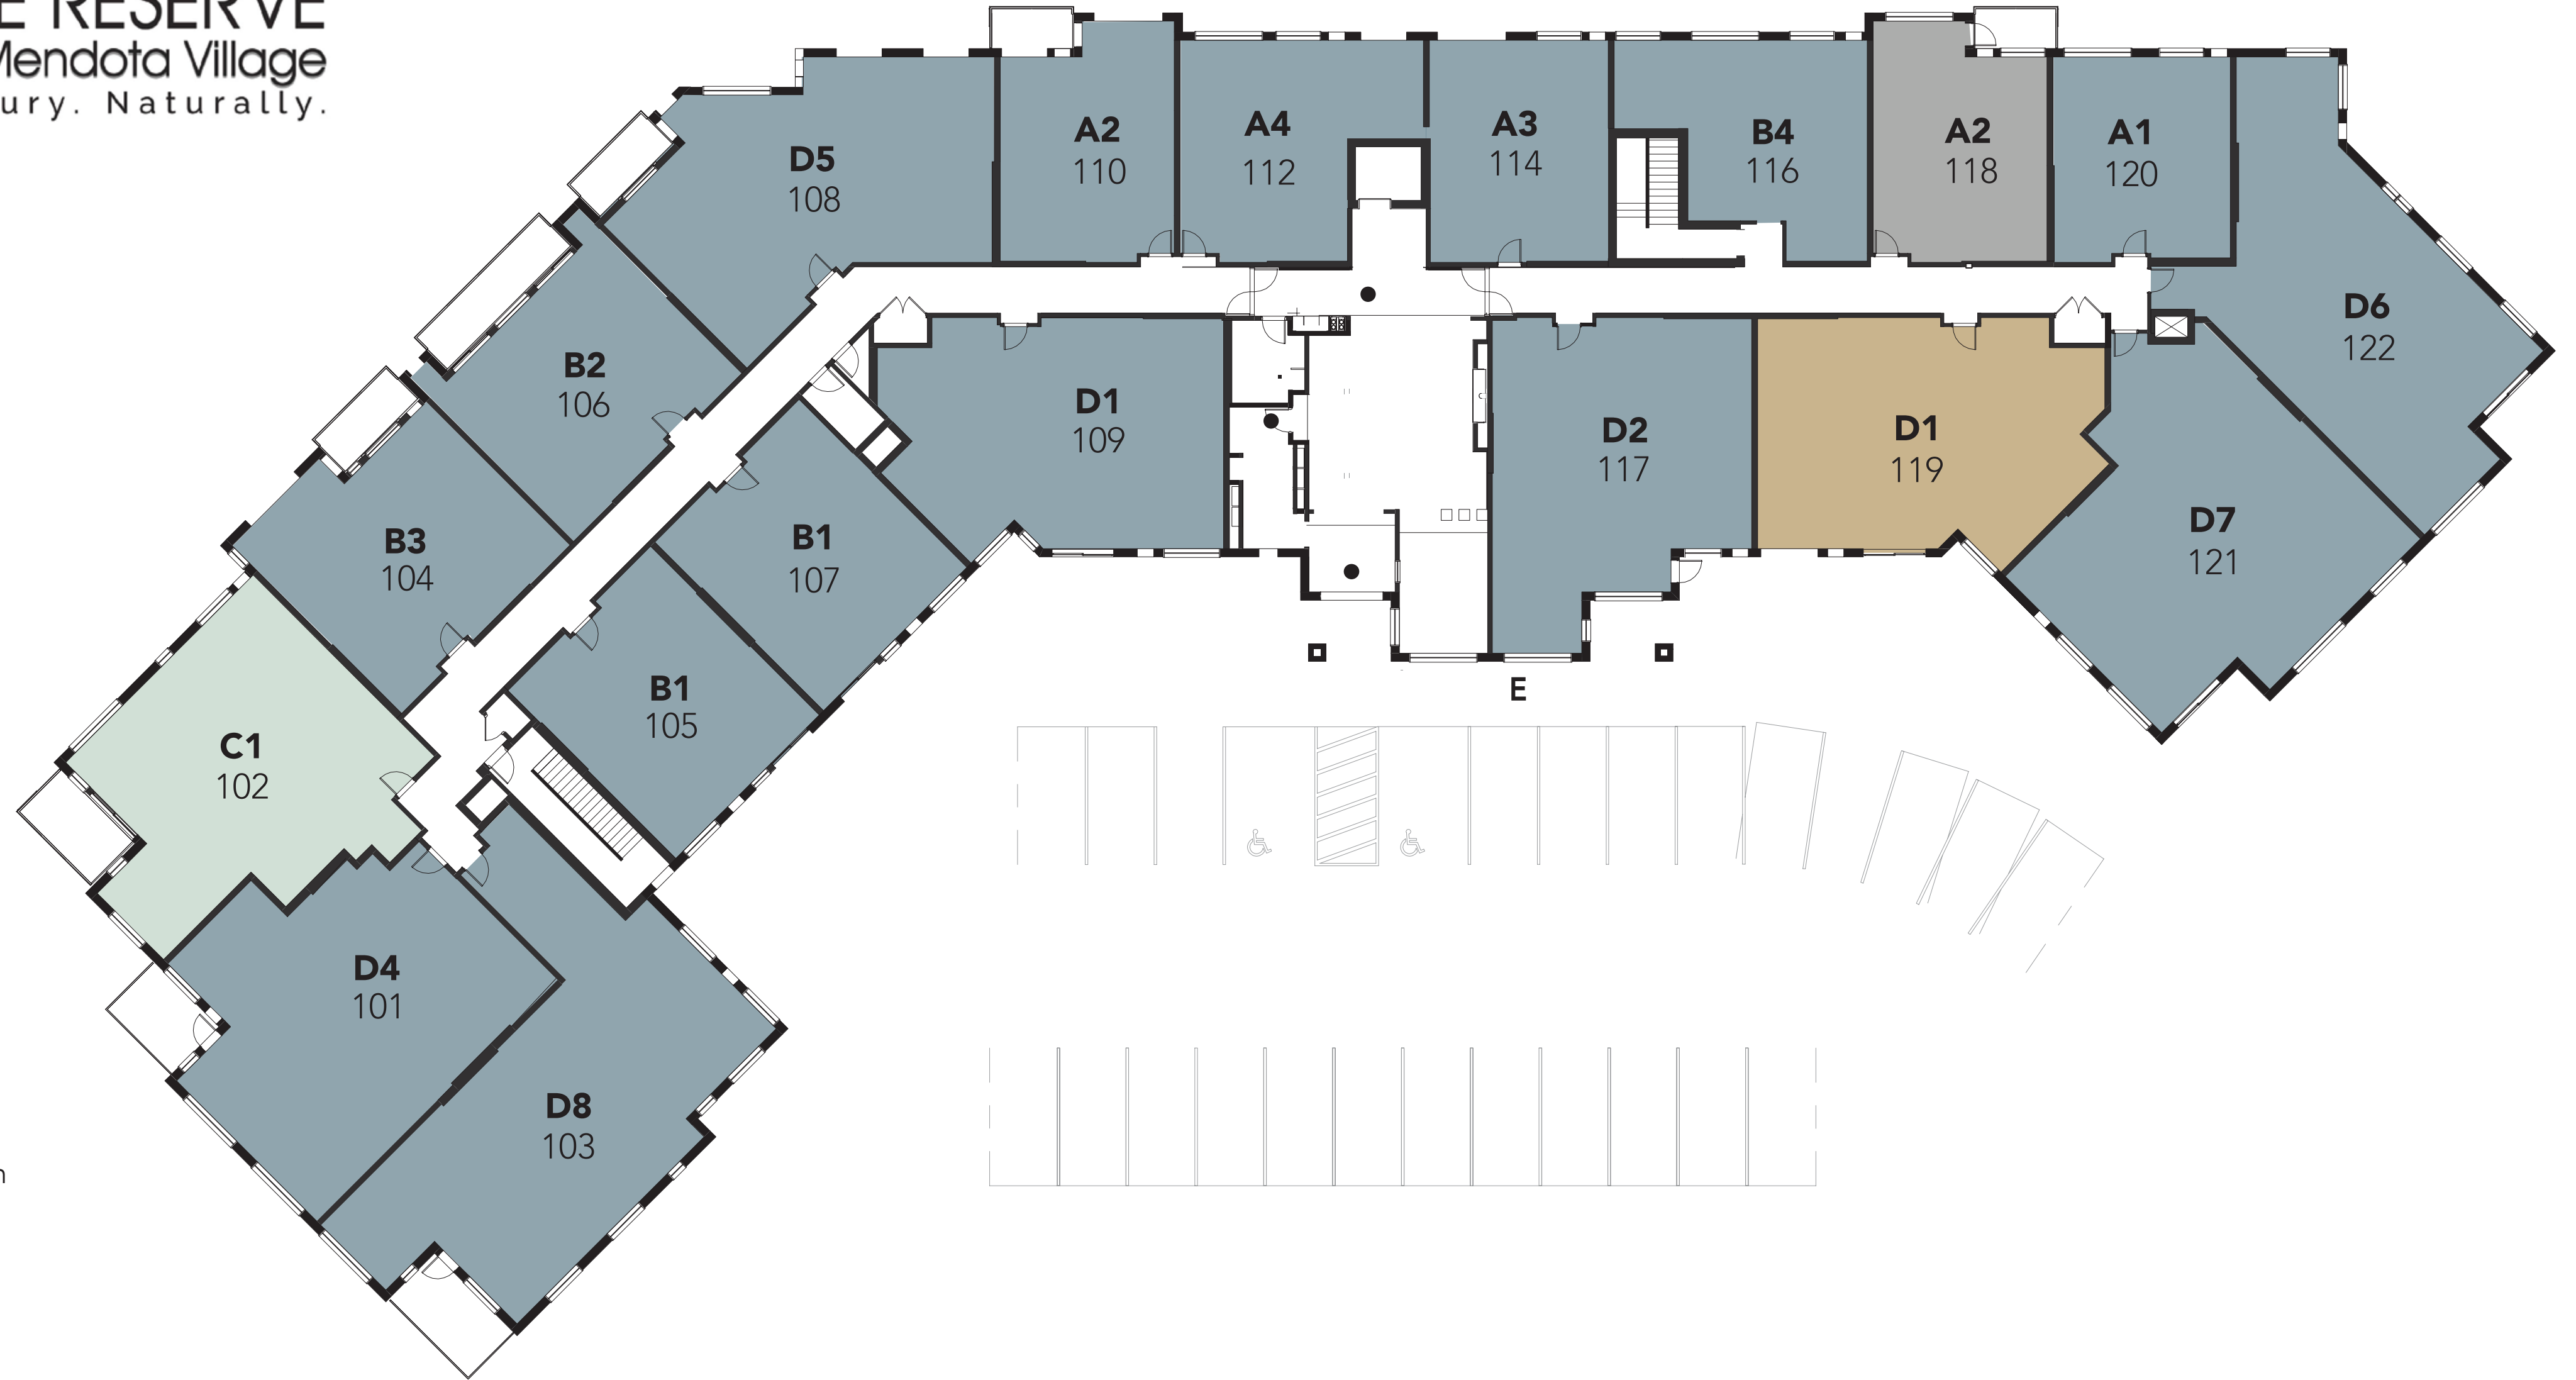 E RESERVE
Mendota Village
ury. Naturally.
A2
110
A4
112
A3
114
B4
116
A2
118
A1
120
D5
108
D6
122
B2
106
D1
109
D2
117
D1
119
B3
104
B1
107
D7
121
B1
105
E
C1
102
D4
101
D8
103
n